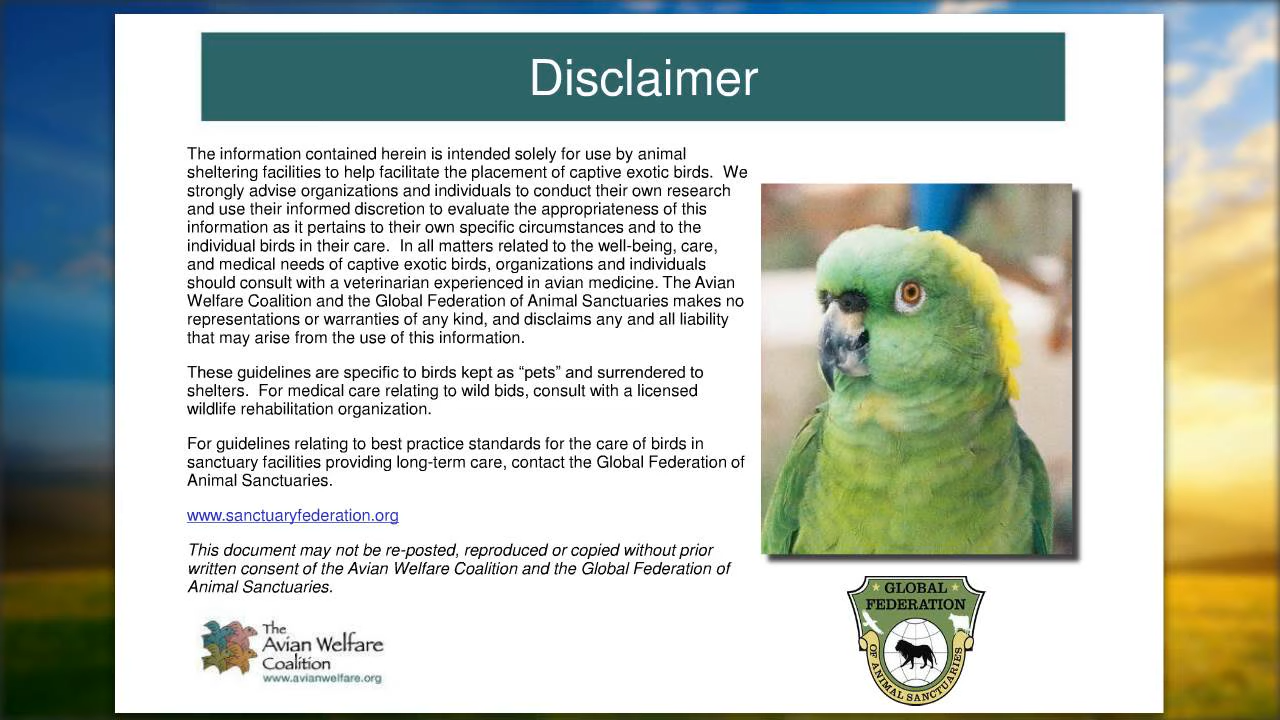 Disclaimer
The information contained herein is intended solely for use by animal
sheltering facilities to help facilitate the placement of captive exotic birds.  We
strongly advise organizations and individuals to conduct their own research
and use their informed discretion to evaluate the appropriateness of this
information as it pertains to their own specific circumstances and to the
individual birds in their care.  In all matters related to the well-being, care,
and medical needs of captive exotic birds, organizations and individuals
should consult with a veterinarian experienced in avian medicine. The Avian
Welfare Coalition and the Global Federation of Animal Sanctuaries makes no
representations or warranties of any kind, and disclaims any and all liability
that may arise from the use of this information.
These guidelines are specific to birds kept as “pets” and surrendered to
shelters.  For medical care relating to wild bids, consult with a licensed
wildlife rehabilitation organization.
For guidelines relating to best practice standards for the care of birds in
sanctuary facilities providing long-term care, contact the Global Federation of
Animal Sanctuaries.
www.sanctuaryfederation.org
This document may not be re-posted, reproduced or copied without prior
written consent of the Avian Welfare Coalition and the Global Federation of
Animal Sanctuaries.
The
Avian Welfare
Coalition
www.avianwelfare.org
GLOBAL
FEDERATION
OF ANIMAL SANCTUARIES